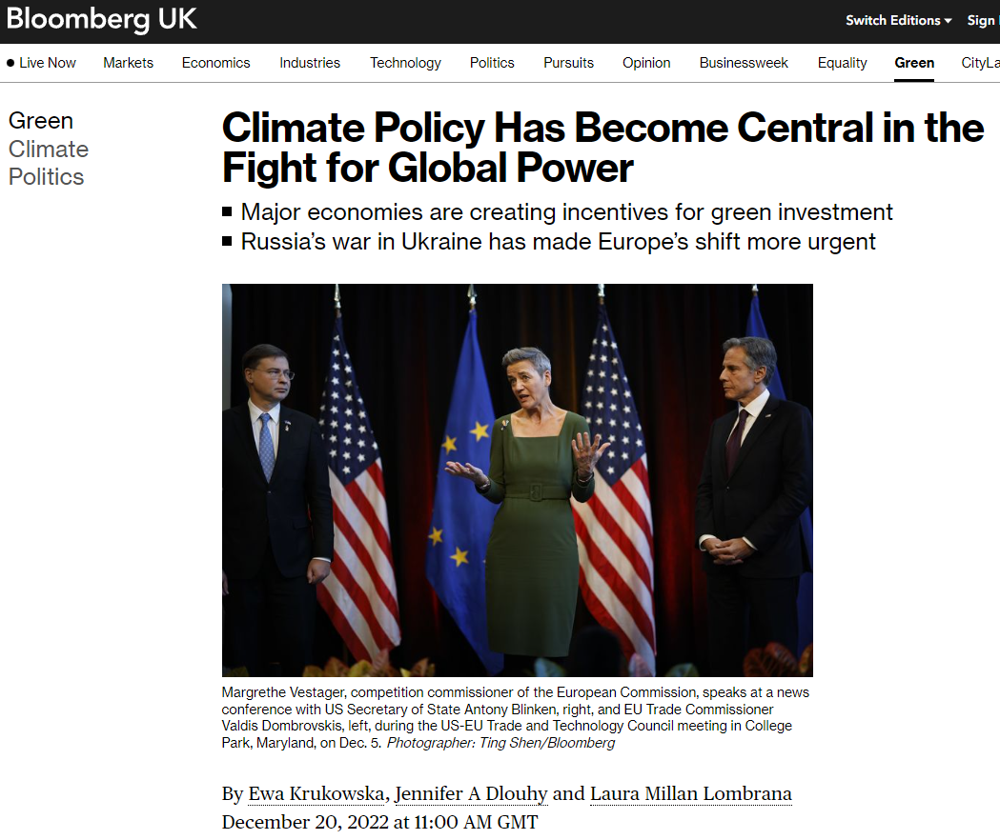 Bloomberg UK
Switch Editions
Sign
Live Now Markets Economics Industries Technology Politics Pursuits Opinion Businessweek Equality Green CityLa
Green
Climate
Politics
Climate Policy Has Become Central in the
Fight for Global Power
Major economies are creating incentives for green investment
Russia’s war in Ukraine has made Europe’s shift more urgent
Margrethe Vestager, competition commissioner of the European Commission, speaks at a news
conference with US Secretary of State Antony Blinken, right, and EU Trade Commissioner
Valdis Dombrovskis, left, during the US-EU Trade and Technology Council meeting in College
Park, Maryland, on Dec. 5. Photographer: Ting Shen/Bloomberg
By Ewa Krukowska, Jennifer A Dlouhy and Laura Millan Lombrana
December 20, 2022 at 11:00 AM GMT